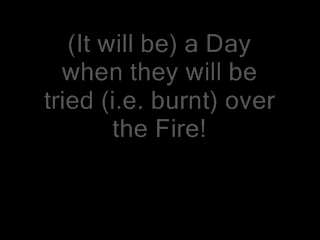 (It will be) a Day
when they will be
tried (i.e. burnt) over
the Fire!